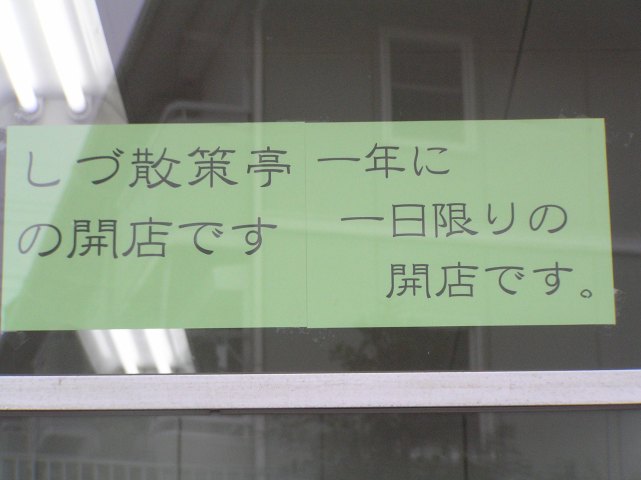 しづ散策亭
の開店です
一年に
一日限りの
開店です。